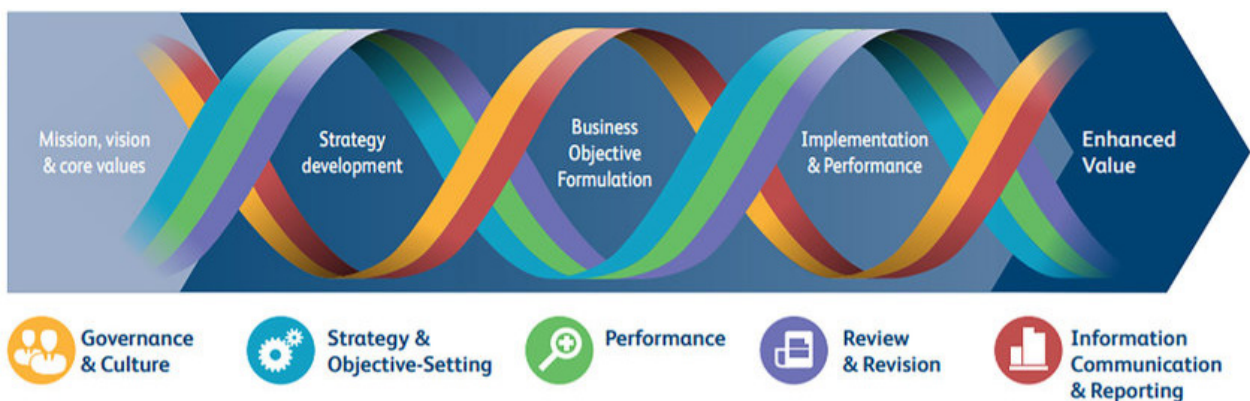 Mission, vision
& core values
Strategy
development
Business
Objective
Formulation
Implementation
& Performance
Enhanced
Value
Governance
& Culture
Strategy &
Objective-Setting
Performance
Review
& Revision
Information
Communication
& Reporting